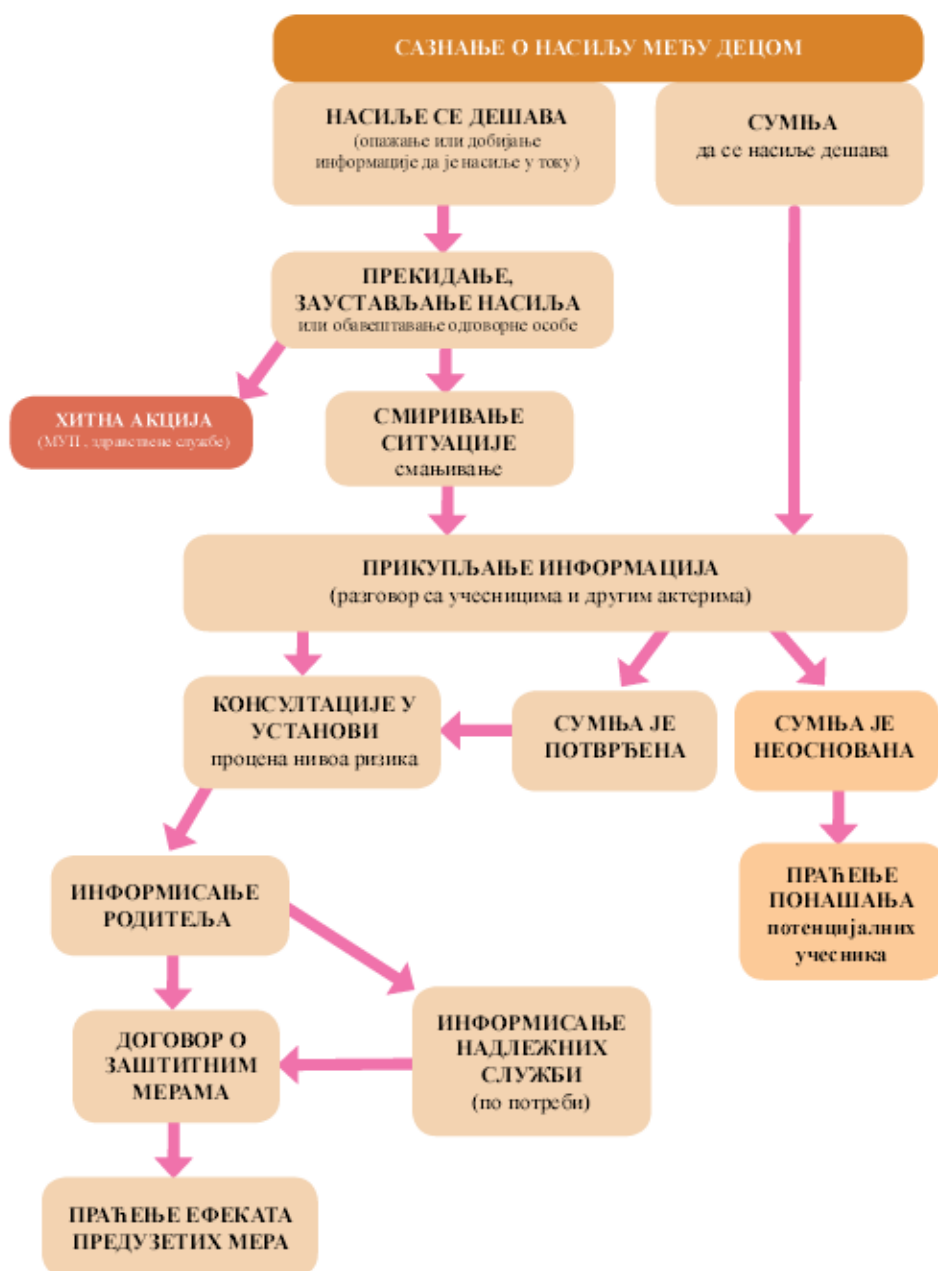 САЗНАЊЕ О НАСИЉУ МЕЂУ ДЕЦОМ
НАСИЉЕ СЕ ДЕШАВА
(опажање или добијање
информације да је насиље у току)
СУМЊА
да се насиље дешава
ПРЕКИДАЊЕ,
ЗАУСТАВЉАЊЕ НАСИЉА
или обавештавање одговорне особе
ХИТНА АКЦИЈА
(МУП , здравствене службе)
СМИРИВАЊЕ
СИТУАЦИЈЕ
смањивање
ПРИКУПЉАЊЕ ИНФОРМАЦИЈА
(разговор са учесницима и другим актерима)
КОНСУЛТАЦИЈЕ У
УСТАНОВИ
процена нивоа ризика
СУМЊА ЈЕ
ПОТВРЂЕНА
СУМЊА ЈЕ
НЕОСНОВАНА
ПРАЋЕЊЕ
ПОНАШАЊА
потенцијалних
учесника
ИНФОРМИСАЊЕ
РОДИТЕЉА
ИНФОРМИСАЊЕ
НАДЛЕЖНИХ
СЛУЖБИ
(по потреби)
ДОГОВОР О
ЗАШТИТНИМ
МЕРАМА
ПРАЋЕЊЕ ЕФЕКАТА
ПРЕДУЗЕТИХ МЕРА